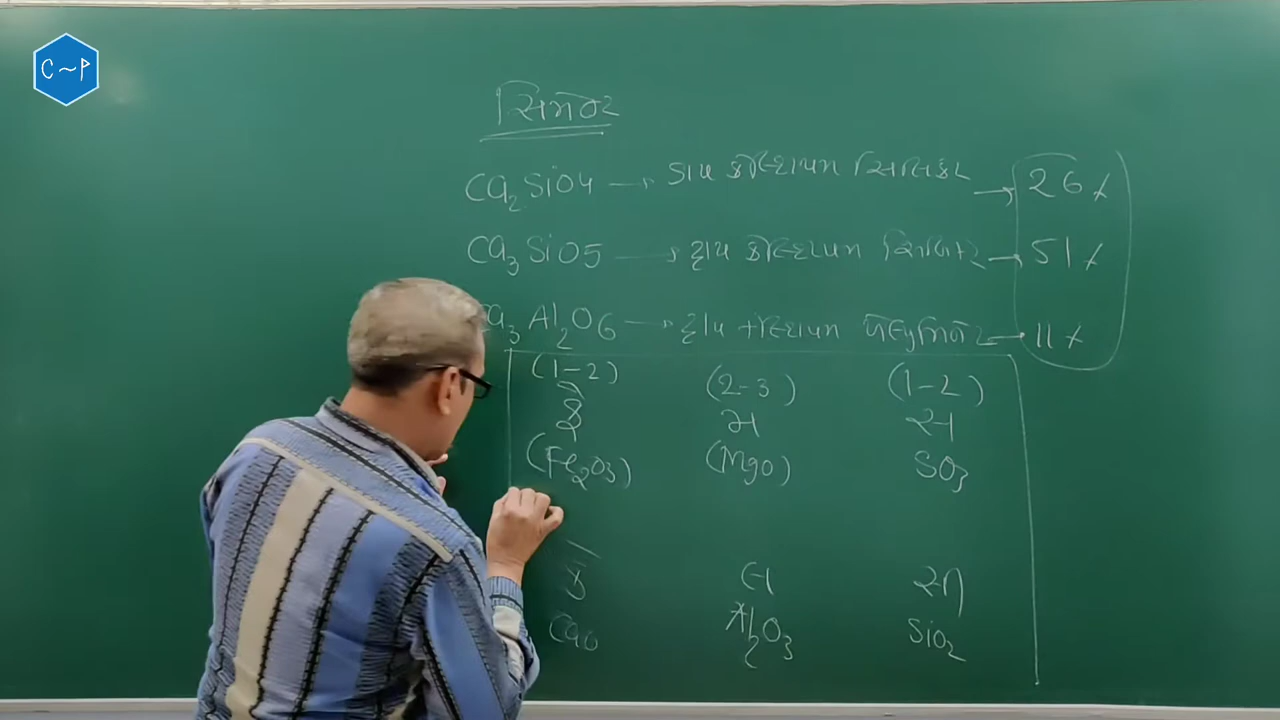 C~P
સિમેન્ટ
Ca₂SiO₄ → ડાય કેલ્શિયમ સિલિકેટ → 26%
Ca₃SiO₅ → ટ્રાય કેલ્શિયમ સિલિકેટ → 51%
Ca₃Al₂O₆ → ટ્રાય કેલ્શિયમ એલ્યુમિનેટ → 11%
(1-2) (2-3) (1-2)
(Fe₂O₃) (MgO) SO₃
CaO Al₂O₃ SiO₂